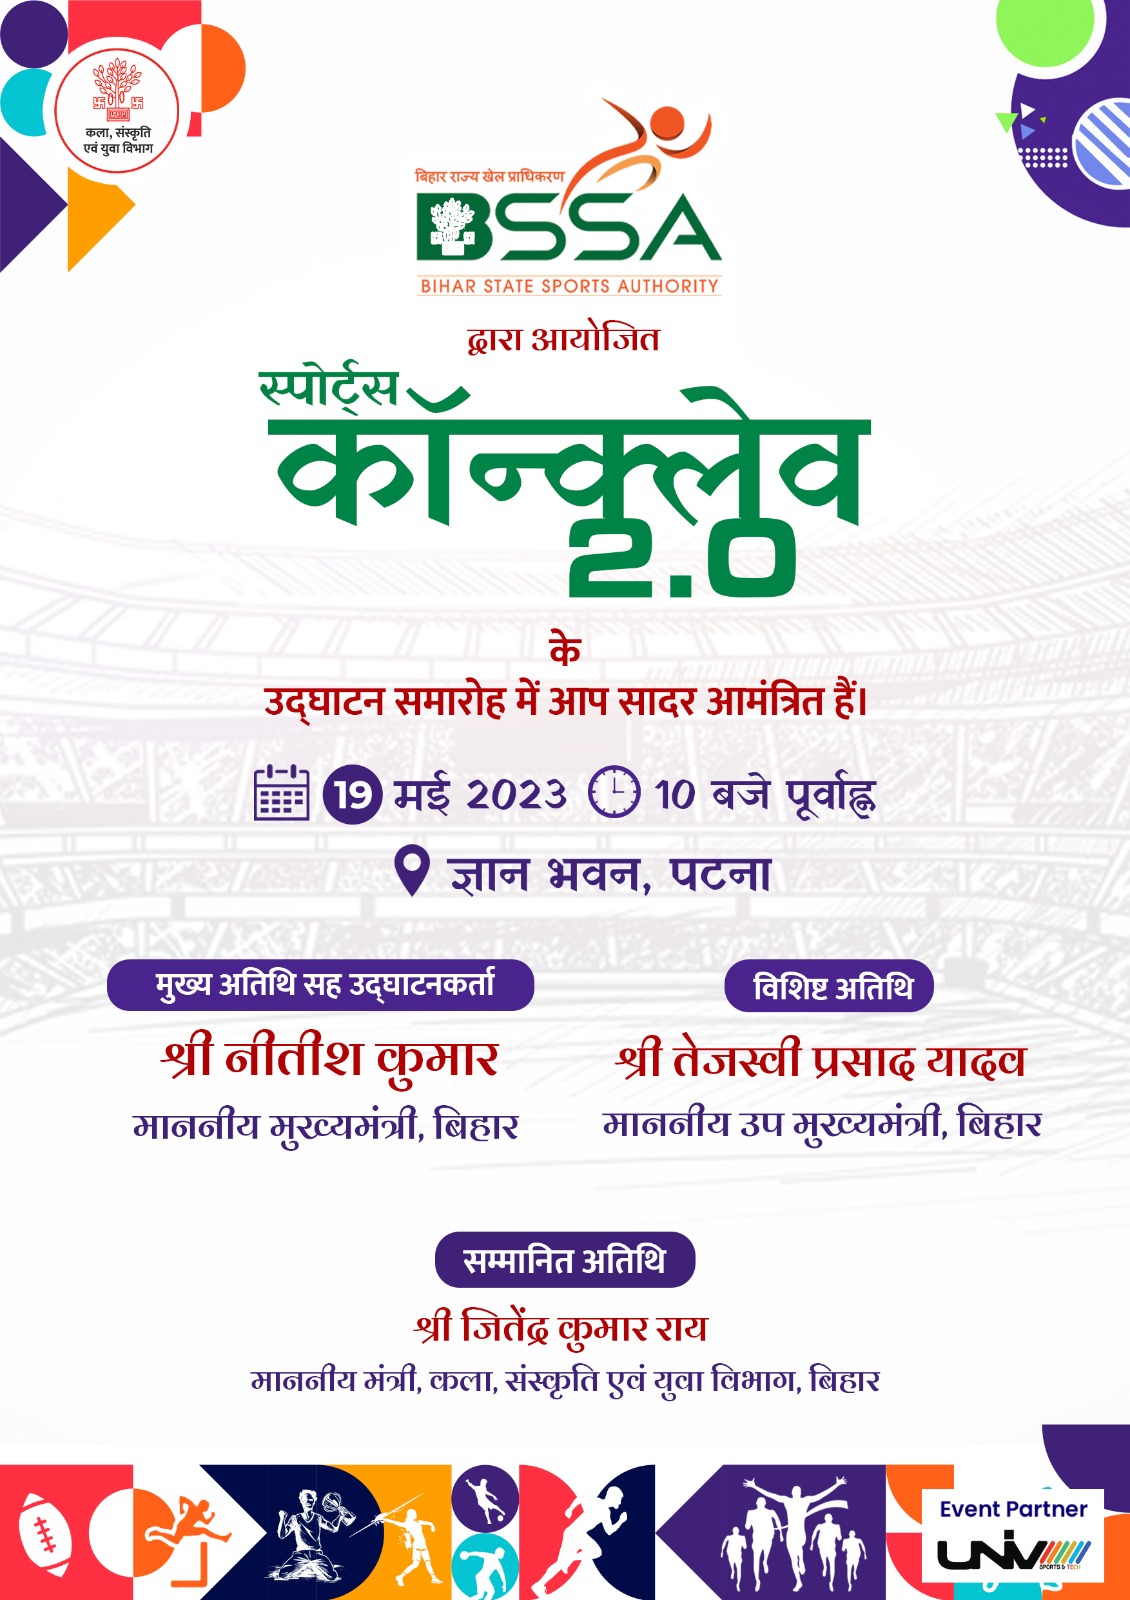 कला, संस्कृति
एवं युवा विभाग
बिहार राज्य खेल प्राधिकरण
BSSA
BIHAR STATE SPORTS AUTHORITY
द्वारा आयोजित
स्पोर्ट्स
कॉन्क्लेव
2.0
के
उद्घाटन समारोह में आप सादर आमंत्रित हैं।
19 मई 2023 10 बजे पूर्वाह्न
ज्ञान भवन, पटना
मुख्य अतिथि सह उद्घाटनकर्ता
श्री नीतीश कुमार
माननीय मुख्यमंत्री, बिहार
विशिष्ट अतिथि
श्री तेजस्वी प्रसाद यादव
माननीय उप मुख्यमंत्री, बिहार
सम्मानित अतिथि
श्री जितेंद्र कुमार राय
माननीय मंत्री, कला, संस्कृति एवं युवा विभाग, बिहार
Event Partner
UNIV
SPORTS & TECH